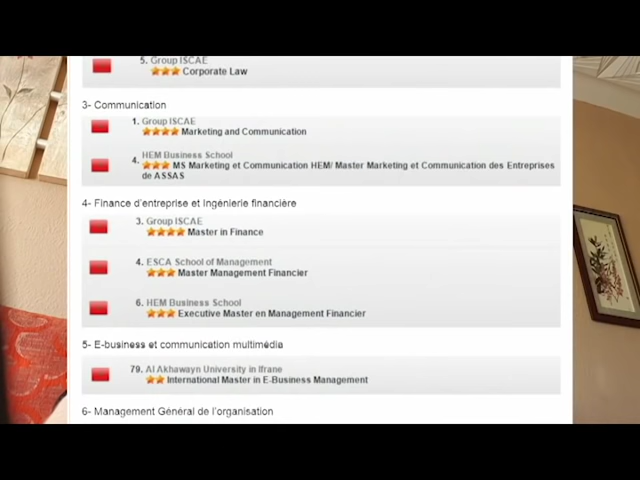 5. Group ISCAE
Corporate Law
3- Communication
1. Group ISCAE
Marketing and Communication
4. HEM Business School
MS Marketing et Communication HEM/ Master Marketing et Communication des Entreprises
de ASSAS
4- Finance d'entreprise et Ingénierie financière
3. Group ISCAE
Master in Finance
4. ESCA School of Management
Master Management Financier
6. HEM Business School
Executive Master en Management Financier
5- E-business et communication multimédia
79. Al Akhawayn University in Ifrane
International Master in E-Business Management
6- Management Général de l'organisation